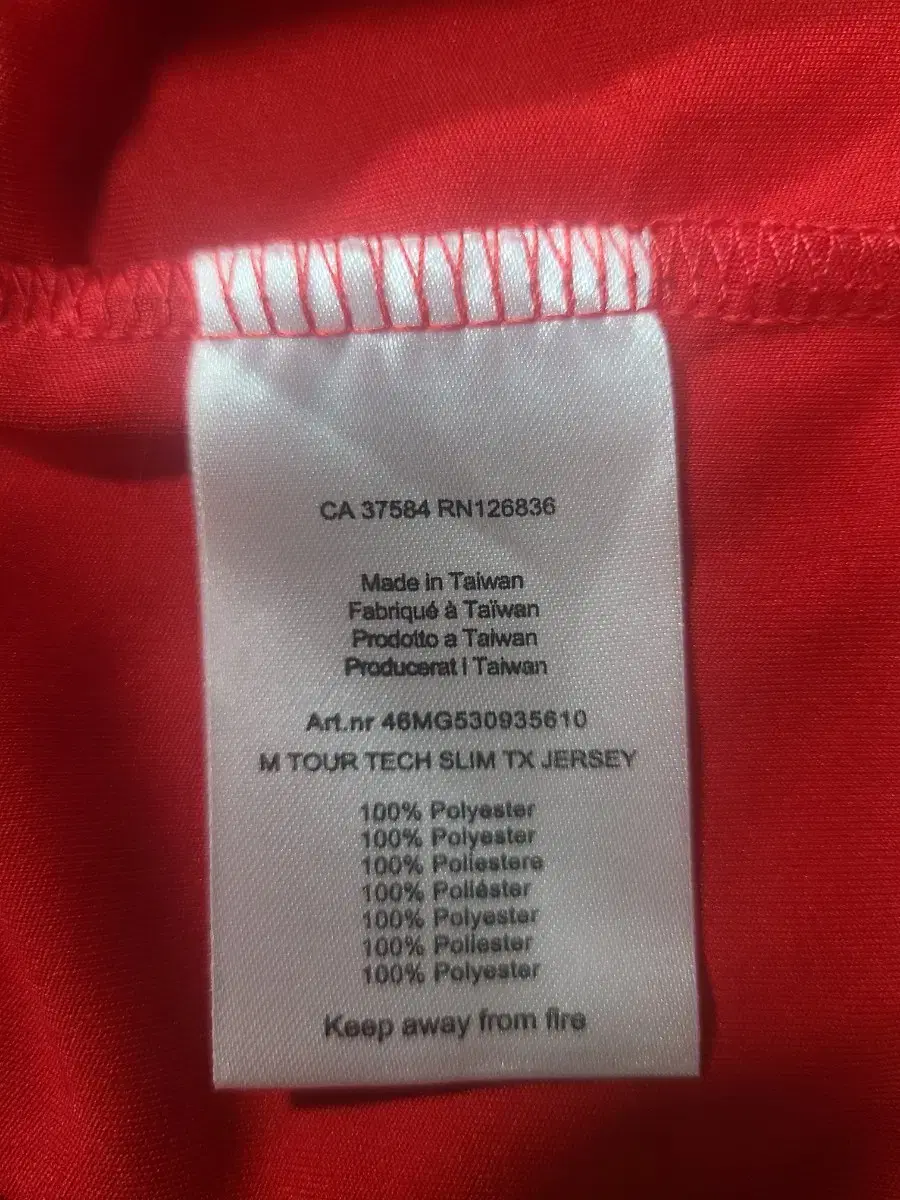 CA 37584 RN126836
Made in Taiwan
Fabriqué à Taïwan
Prodotto a Taiwan
Producerat i Taiwan
Art.nr 46MG530935610
M TOUR TECH SLIM TX JERSEY
100% Polyester
100% Polyester
100% Poliestere
100% Poliéster
100% Polyester
100% Poliester
100% Polyester
Keep away from fire